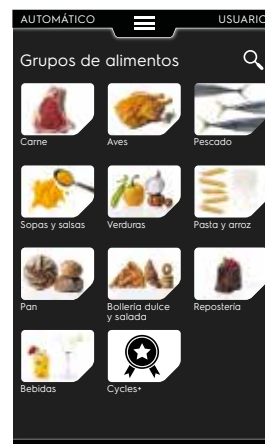 AUTOMÁTICO USUARIO
Grupos de alimentos
Carne Aves Pescado
Sopas y salsas Verduras Pasta y arroz
Pan Bollería dulce Repostería
y salada
Bebidas Cycles+